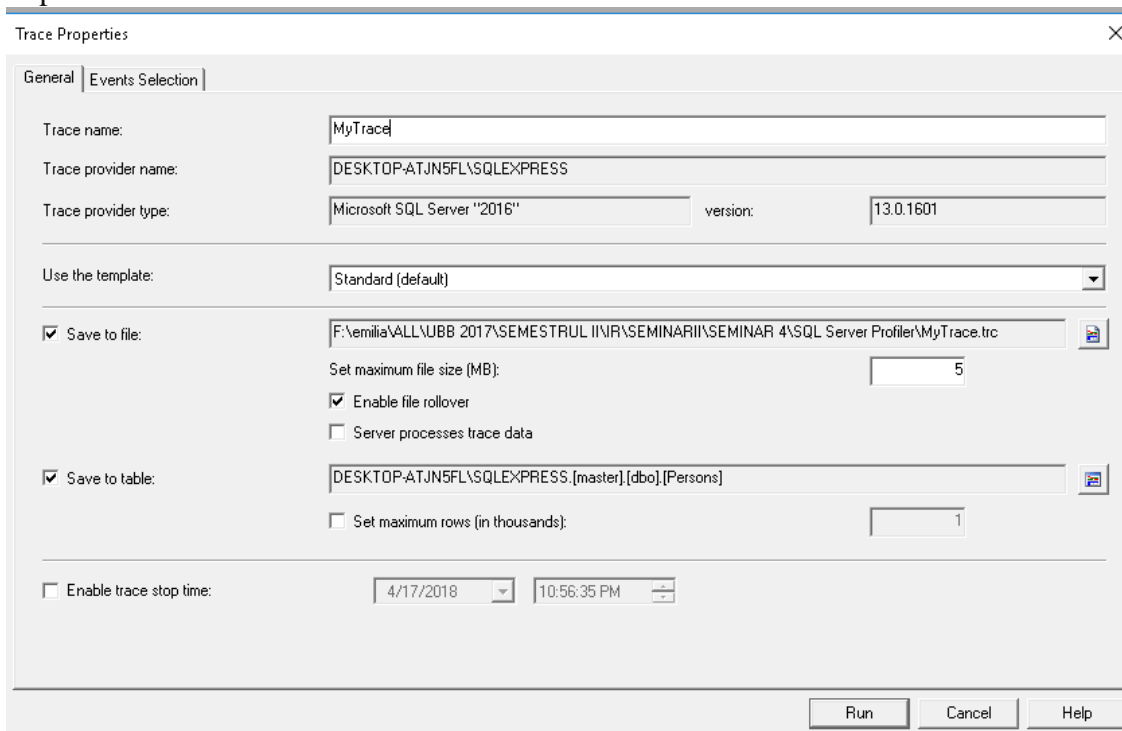 Trace Properties
General Events Selection
Trace name: MyTrace
Trace provider name: DESKTOP-ATJN5FL\SQLEXPRESS
Trace provider type: Microsoft SQL Server "2016" version: 13.0.1601
Use the template: Standard (default)
Save to file: F:\emilia\ALL\UBB 2017\SEMESTRUL II\IR\SEMINARII\SEMINAR 4\SQL Server Profiler\MyTrace.trc
Set maximum file size (MB): 5
Enable file rollover
Server processes trace data
Save to table: DESKTOP-ATJN5FL\SQLEXPRESS.[master].[dbo].[Persons]
Set maximum rows (in thousands): 1
Enable trace stop time: 4/17/2018 10:56:35 PM
Run Cancel Help